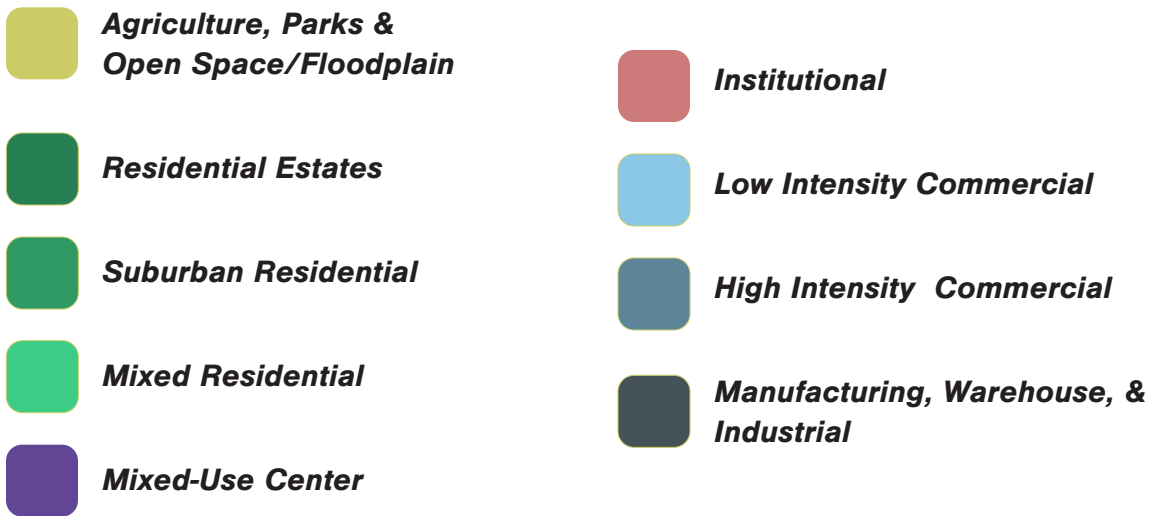 Agriculture, Parks &
Open Space/Floodplain
Residential Estates
Suburban Residential
Mixed Residential
Mixed-Use Center
Institutional
Low Intensity Commercial
High Intensity  Commercial
Manufacturing, Warehouse, &
Industrial